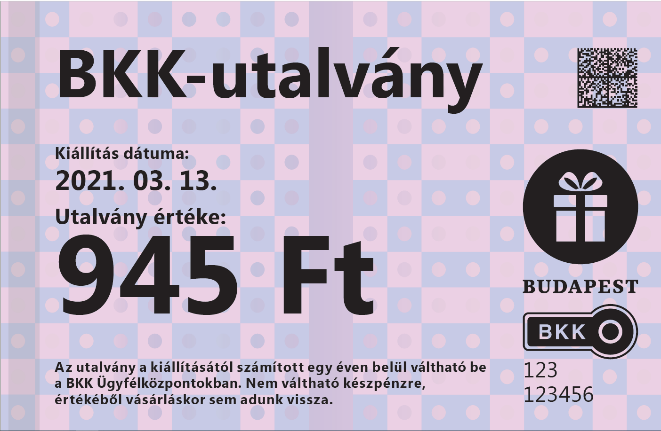 BKK-utalvány
Kiállítás dátuma:
2021. 03. 13.
Utalvány értéke:
945 Ft
BUDAPEST
BKK
Az utalvány a kiállításától számított egy éven belül váltható be
a BKK Ügyfélközpontokban. Nem váltható készpénzre,
értékéből vásárláskor sem adunk vissza.
123
123456